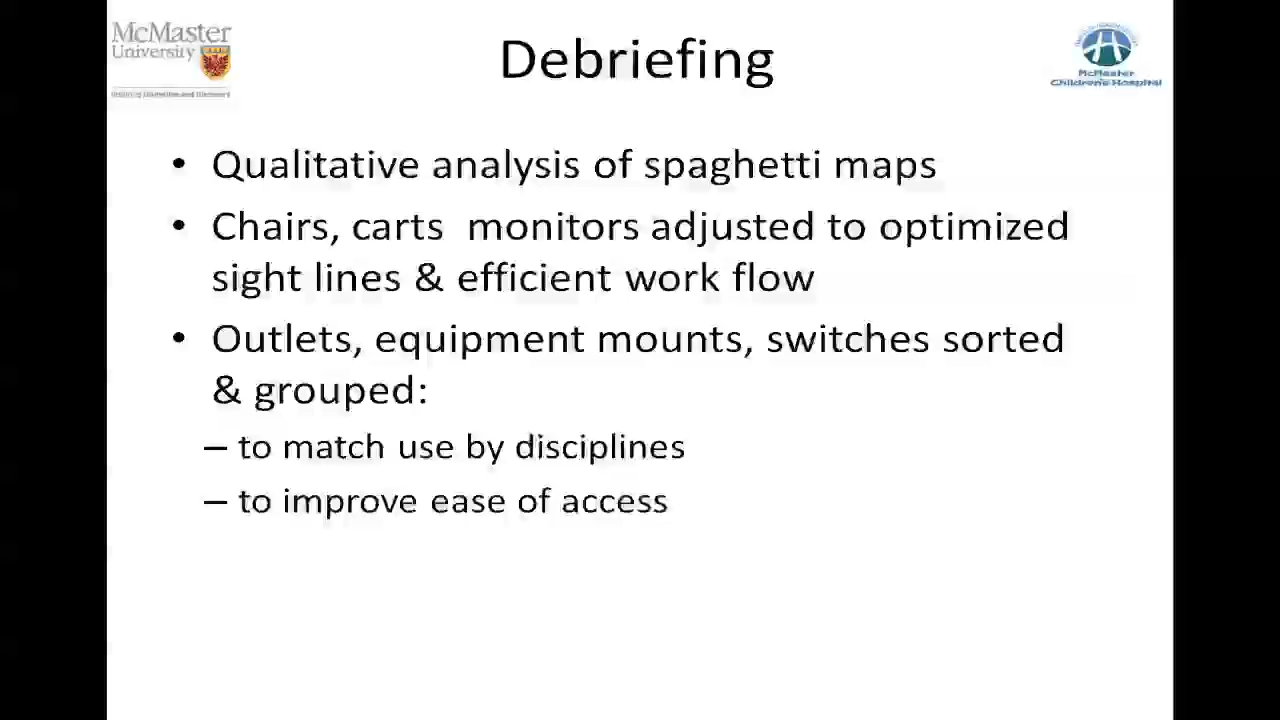 McMaster
University
Debriefing
McMaster
Children's Hospital
• Qualitative analysis of spaghetti maps
• Chairs, carts  monitors adjusted to optimized
sight lines & efficient work flow
• Outlets, equipment mounts, switches sorted
& grouped:
– to match use by disciplines
– to improve ease of access